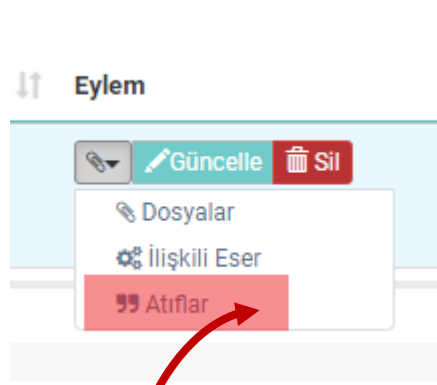 Eylem
Güncelle Sil
Dosyalar
İlişkili Eser
Atıflar